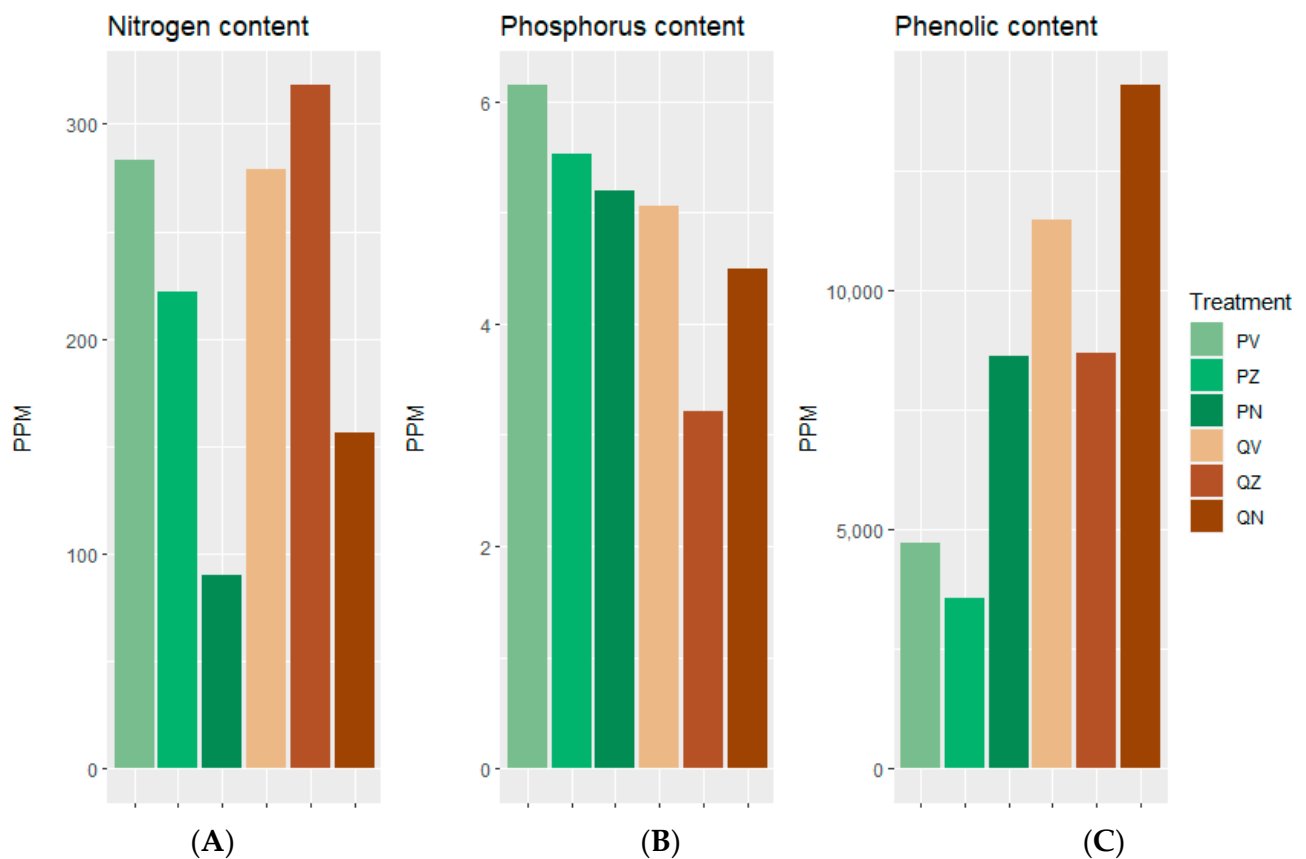 Nitrogen content
PPM
300
200
100
0
(A)
Phosphorus content
PPM
6
4
2
0
(B)
Phenolic content
PPM
10,000
5,000
0
(C)
Treatment
PV
PZ
PN
QV
QZ
QN